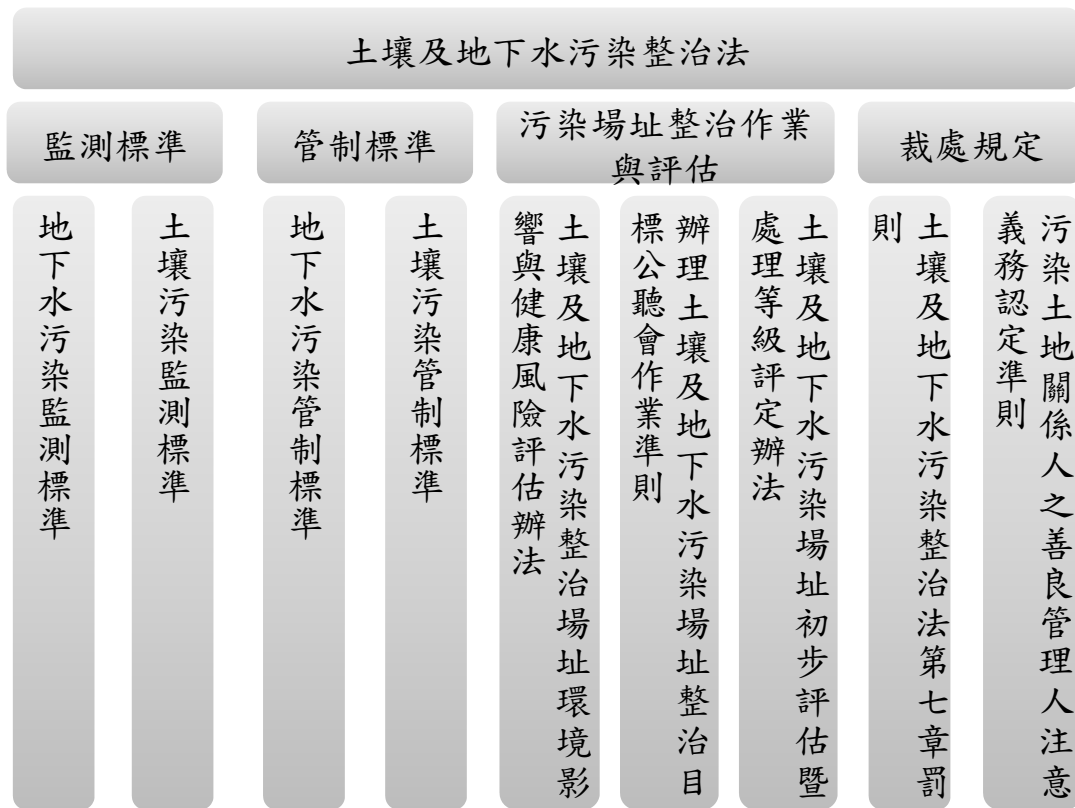 土壤及地下水污染整治法
監測標準
管制標準
污染場址整治作業
與評估
裁處規定
地下水污染監測標準
土壤污染監測標準
地下水污染管制標準
土壤污染管制標準
土壤及地下水污染整治場址環境影
響與健康風險評估辦法
辦理土壤及地下水污染場址整治目
標公聽會作業準則
土壤及地下水污染場址初步評估暨
處理等級評定辦法
土壤及地下水污染整治法第七章罰
則
污染土地關係人之善良管理人注意
義務認定準則